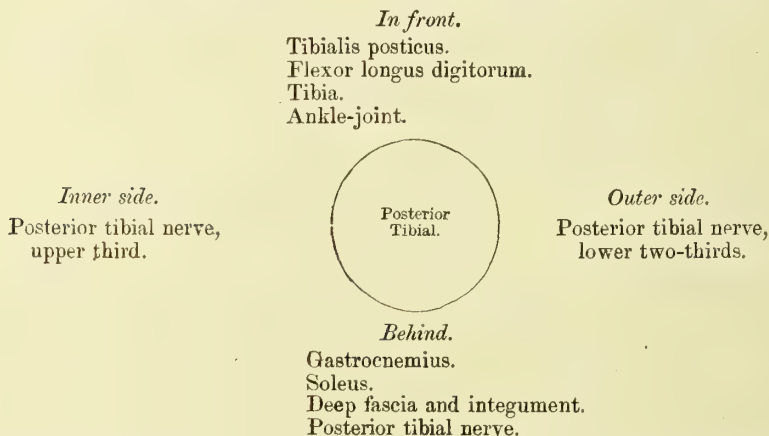 In front.
Tibialis posticus.
Flexor longus digitorum.
Tibia.
Ankle-joint.
Inner side.
Posterior tibial nerve,
upper third.
Posterior
Tibial.
Outer side.
Posterior tibial nerve,
lower two-thirds.
Behind.
Gastrocnemius.
Soleus.
Deep fascia and integument.
Posterior tibial nerve.